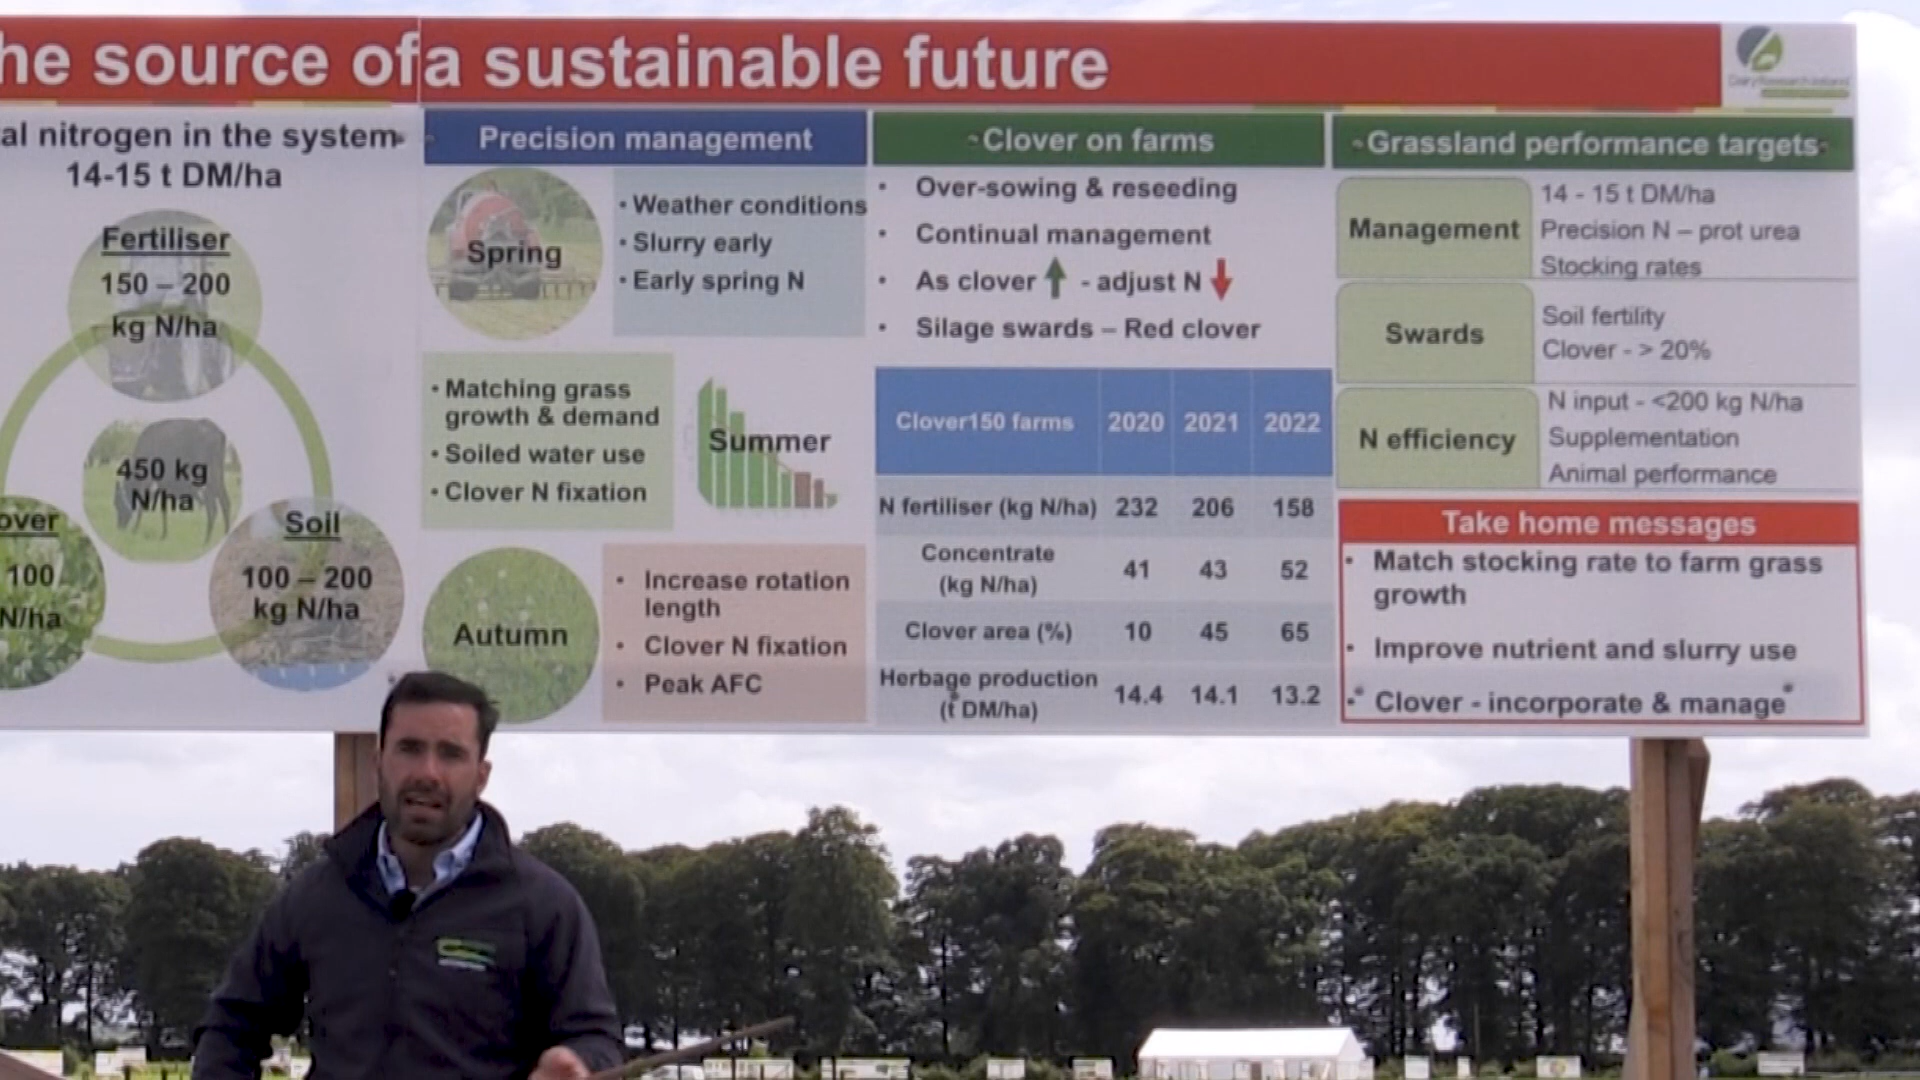 he source of a sustainable future
al nitrogen in the system
14-15 t DM/ha
Fertiliser
150 – 200
kg N/ha
450 kg
N/ha
over
100
N/ha
Soil
100 – 200
kg N/ha
Precision management
Spring
• Weather conditions
• Slurry early
• Early spring N
• Matching grass
growth & demand
• Soiled water use
• Clover N fixation
Summer
Autumn
• Increase rotation
length
• Clover N fixation
• Peak AFC
Clover on farms
• Over-sowing & reseeding
• Continual management
• As clover ↑ - adjust N ↓
• Silage swards – Red clover
Clover150 farms 2020 2021 2022
N fertiliser (kg N/ha) 232 206 158
Concentrate
(kg N/ha) 41 43 52
Clover area (%) 10 45 65
Herbage production
(t DM/ha) 14.4 14.1 13.2
Grassland performance targets
Management
14 - 15 t DM/ha
Precision N – prot urea
Stocking rates
Swards
Soil fertility
Clover - > 20%
N efficiency
N input - <200 kg N/ha
Supplementation
Animal performance
Take home messages
• Match stocking rate to farm grass
growth
• Improve nutrient and slurry use
• Clover - incorporate & manage
Dairy Research Ireland